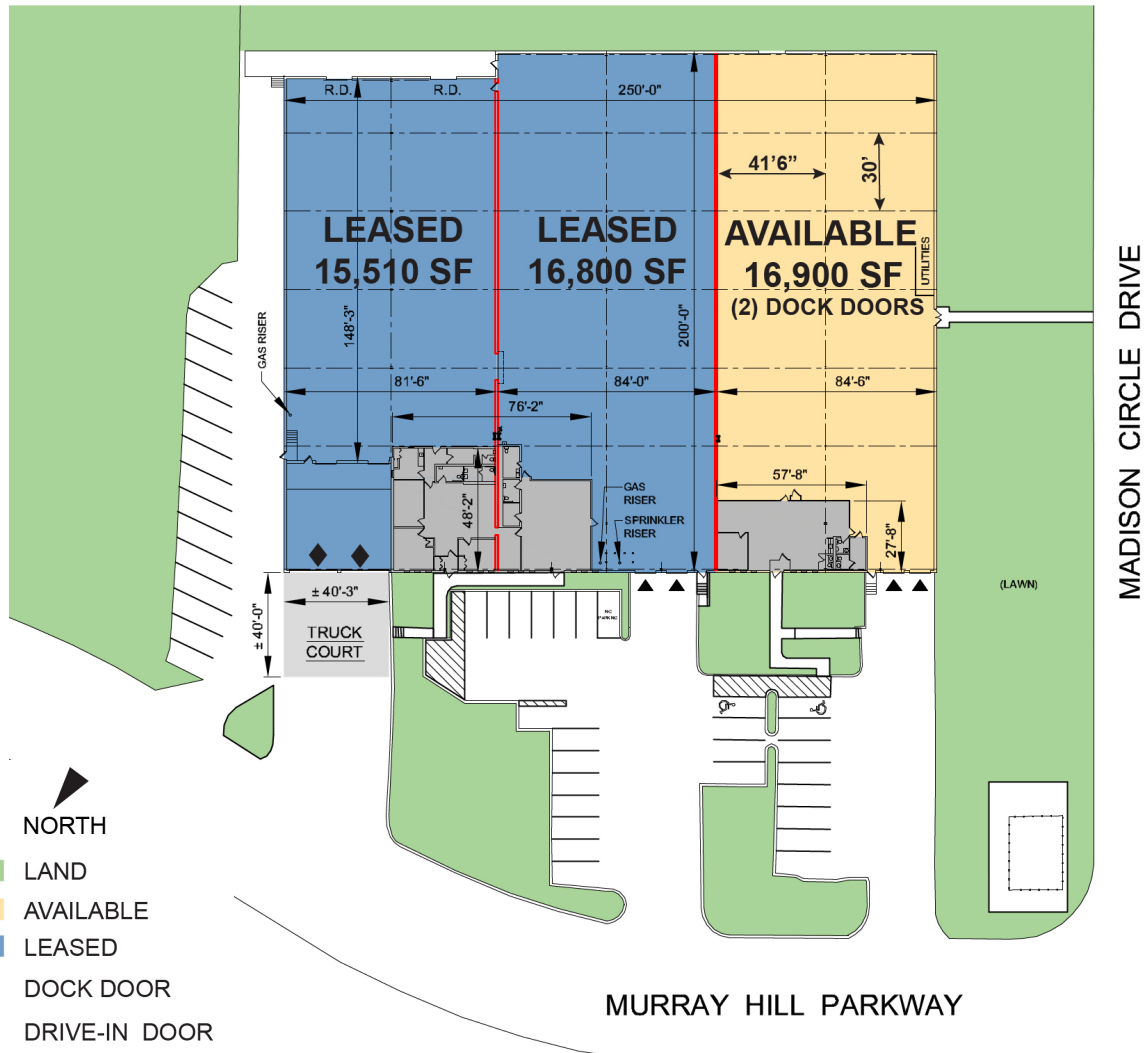 R.D.
R.D.
250'-0"
41'6”
30'
LEASED
15,510 SF
LEASED
16,800 SF
AVAILABLE
16,900 SF
(2) DOCK DOORS
UTILITIES
MADISON CIRCLE DRIVE
GAS RISER
148'-3"
200'-0"
81'-6"
84'-0"
84'-6"
76'-2"
57'-8"
48'-2"
GAS
RISER
SPRINKLER
RISER
27'-8"
± 40'-3"
± 40'-0"
TRUCK
COURT
HC
PARKING
(LAWN)
NORTH
LAND
AVAILABLE
LEASED
DOCK DOOR
DRIVE-IN DOOR
MURRAY HILL PARKWAY